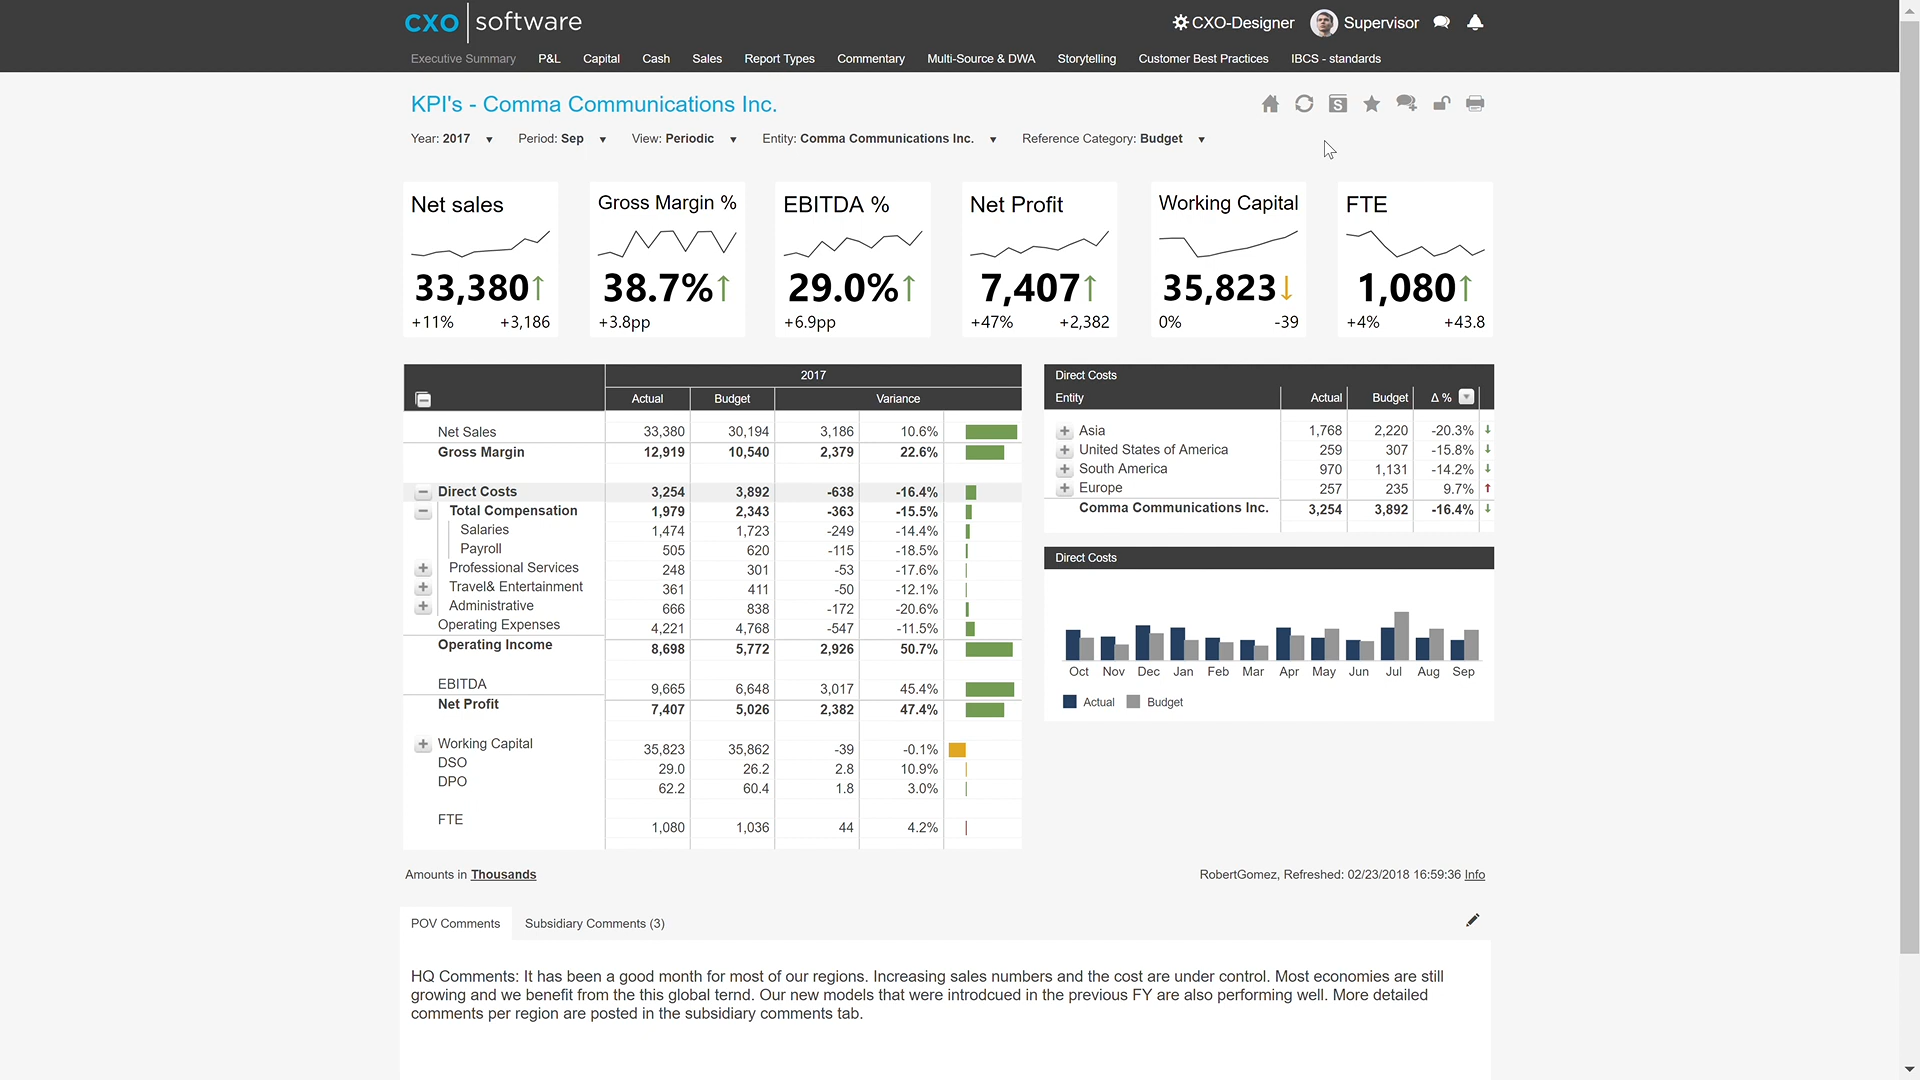 CXO software
CXO-Designer Supervisor
Executive Summary P&L Capital Cash Sales Report Types Commentary Multi-Source & DWA Storytelling Customer Best Practices IBCS - standards
KPI's - Comma Communications Inc.
S
Year: 2017 Period: Sep View: Periodic Entity: Comma Communications Inc. Reference Category: Budget
Net sales Gross Margin % EBITDA % Net Profit Working Capital FTE
33,380↑ 38.7%↑ 29.0%↑ 7,407↑ 35,823↓ 1,080↑
+11% +3,186 +3.8pp +6.9pp +47% +2,382 0% -39 +4% +43.8
2017
Actual Budget Variance
Net Sales 33,380 30,194 3,186 10.6%
Gross Margin 12,919 10,540 2,379 22.6%
Direct Costs 3,254 3,892 -638 -16.4%
Total Compensation 1,979 2,343 -363 -15.5%
Salaries 1,474 1,723 -249 -14.4%
Payroll 505 620 -115 -18.5%
Professional Services 248 301 -53 -17.6%
Travel& Entertainment 361 411 -50 -12.1%
Administrative 666 838 -172 -20.6%
Operating Expenses 4,221 4,768 -547 -11.5%
Operating Income 8,698 5,772 2,926 50.7%
EBITDA 9,665 6,648 3,017 45.4%
Net Profit 7,407 5,026 2,382 47.4%
Working Capital 35,823 35,862 -39 -0.1%
DSO 29.0 26.2 2.8 10.9%
DPO 62.2 60.4 1.8 3.0%
FTE 1,080 1,036 44 4.2%
Direct Costs
Entity Actual Budget Δ %
Asia 1,768 2,220 -20.3% ↓
United States of America 259 307 -15.8% ↓
South America 970 1,131 -14.2% ↓
Europe 257 235 9.7% ↑
Comma Communications Inc. 3,254 3,892 -16.4% ↓
Direct Costs
Oct Nov Dec Jan Feb Mar Apr May Jun Jul Aug Sep
Actual Budget
Amounts in Thousands
RobertGomez, Refreshed: 02/23/2018 16:59:36 Info
POV Comments Subsidiary Comments (3)
HQ Comments: It has been a good month for most of our regions. Increasing sales numbers and the cost are under control. Most economies are still
growing and we benefit from the this global ternd. Our new models that were introdcued in the previous FY are also performing well. More detailed
comments per region are posted in the subsidiary comments tab.